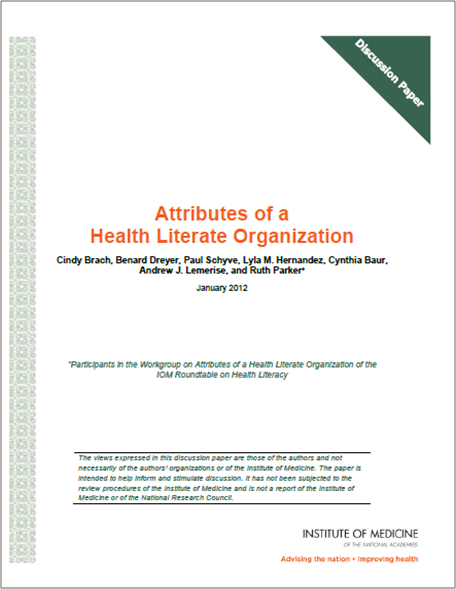 Discussion Paper
Attributes of a
Health Literate Organization
Cindy Brach, Benard Dreyer, Paul Schyve, Lyla M. Hernandez, Cynthia Baur,
Andrew J. Lemerise, and Ruth Parker*
January 2012
*Participants in the Workgroup on Attributes of a Health Literate Organization of the
IOM Roundtable on Health Literacy
The views expressed in this discussion paper are those of the authors and not
necessarily of the authors' organizations or of the Institute of Medicine. The paper is
intended to help inform and stimulate discussion. It has not been subjected to the
review procedures of the Institute of Medicine and is not a report of the Institute of
Medicine or of the National Research Council.
INSTITUTE OF MEDICINE
OF THE NATIONAL ACADEMIES
Advising the nation • Improving health